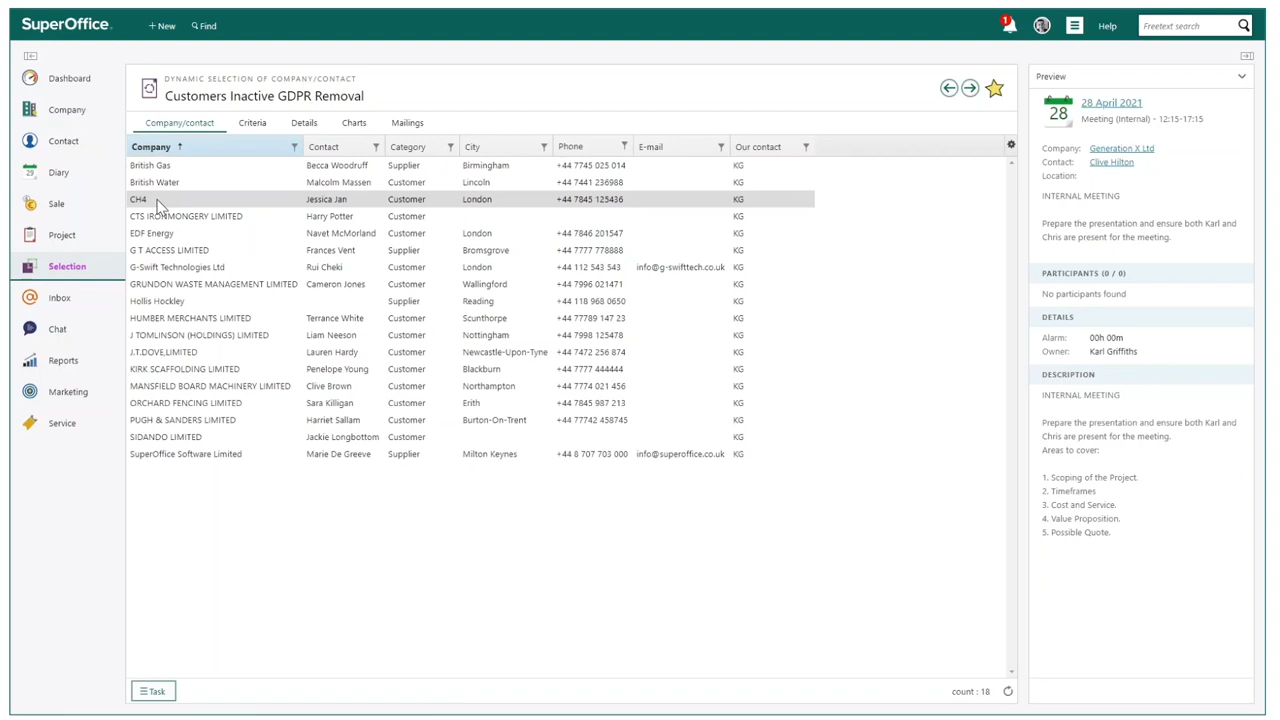 SuperOffice
+ New
Find
1
Help
Freetext search
Dashboard
Company
Contact
29
Diary
Sale
Project
Selection
Inbox
Chat
Reports
Marketing
Service
DYNAMIC SELECTION OF COMPANY/CONTACT
Customers Inactive GDPR Removal
Company/contact Criteria Details Charts Mailings
Company Contact Category City Phone E-mail Our contact
British Gas Becca Woodruff Supplier Birmingham +44 7745 025 014 KG
British Water Malcolm Massen Customer Lincoln +44 7441 236988 KG
CH4 Jessica Jan Customer London +44 7845 125436 KG
CTS IRONMONGERY LIMITED Harry Potter Customer KG
EDF Energy Navet McMorland Customer London +44 7846 201547 KG
G T ACCESS LIMITED Frances Vent Supplier Bromsgrove +44 7777 778888 KG
G-Swift Technologies Ltd Rui Cheki Customer London +44 112 543 543 info@g-swifttech.co.uk KG
GRUNDON WASTE MANAGEMENT LIMITED Cameron Jones Customer Wallingford +44 7996 021471 KG
Hollis Hockley Supplier Reading +44 118 968 0650 KG
HUMBER MERCHANTS LIMITED Terrance White Customer Scunthorpe +44 77789 147 23 KG
J TOMLINSON (HOLDINGS) LIMITED Liam Neeson Customer Nottingham +44 7998 125478 KG
J.T.DOVE,LIMITED Lauren Hardy Customer Newcastle-Upon-Tyne +44 7472 256 874 KG
KIRK SCAFFOLDING LIMITED Penelope Young Customer Blackburn +44 7777 444444 KG
MANSFIELD BOARD MACHINERY LIMITED Clive Brown Customer Northampton +44 7774 021 456 KG
ORCHARD FENCING LIMITED Sara Killigan Customer Erith +44 7845 987 213 KG
PUGH & SANDERS LIMITED Harriet Sallam Customer Burton-On-Trent +44 77742 458745 KG
SIDANDO LIMITED Jackie Longbottom Customer KG
SuperOffice Software Limited Marie De Greeve Supplier Milton Keynes +44 8 707 703 000 info@superoffice.co.uk KG
Task
count : 18
Preview
28
28 April 2021
Meeting (Internal) - 12:15-17:15
Company: Generation X Ltd
Contact: Clive Hilton
Location:
INTERNAL MEETING
Prepare the presentation and ensure both Karl and
Chris are present for the meeting.
PARTICIPANTS (0 / 0)
No participants found
DETAILS
Alarm: 00h 00m
Owner: Karl Griffiths
DESCRIPTION
INTERNAL MEETING
Prepare the presentation and ensure both Karl and
Chris are present for the meeting.
Areas to cover:
1. Scoping of the Project.
2. Timeframes
3. Cost and Service.
4. Value Proposition.
5. Possible Quote.